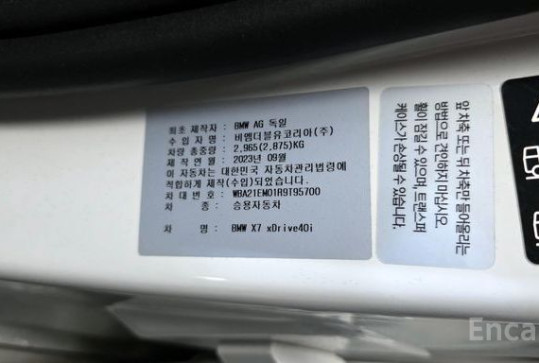 최초 제작자 : BMW AG 독일
수 입 자 명 : 비엠더블유코리아(주)
차량 총중량 : 2,965(2,875)KG
제 작 연 월 : 2023년 09월
이 자동차는 대한민국 자동차관리법령에
적합하게 제작(수입)되었습니다.
차 대 번 호 : WBA21EM01R9T95700
차 종 : 승용자동차
차 명 : BMW X7 xDrive40i
앞 차축 또는 뒤 차축만 들어올리는
방법으로 견인하지 마십시오.
휠이 잠길 수 있으며, 트랜스퍼
케이스가 손상될 수 있습니다.
Enca